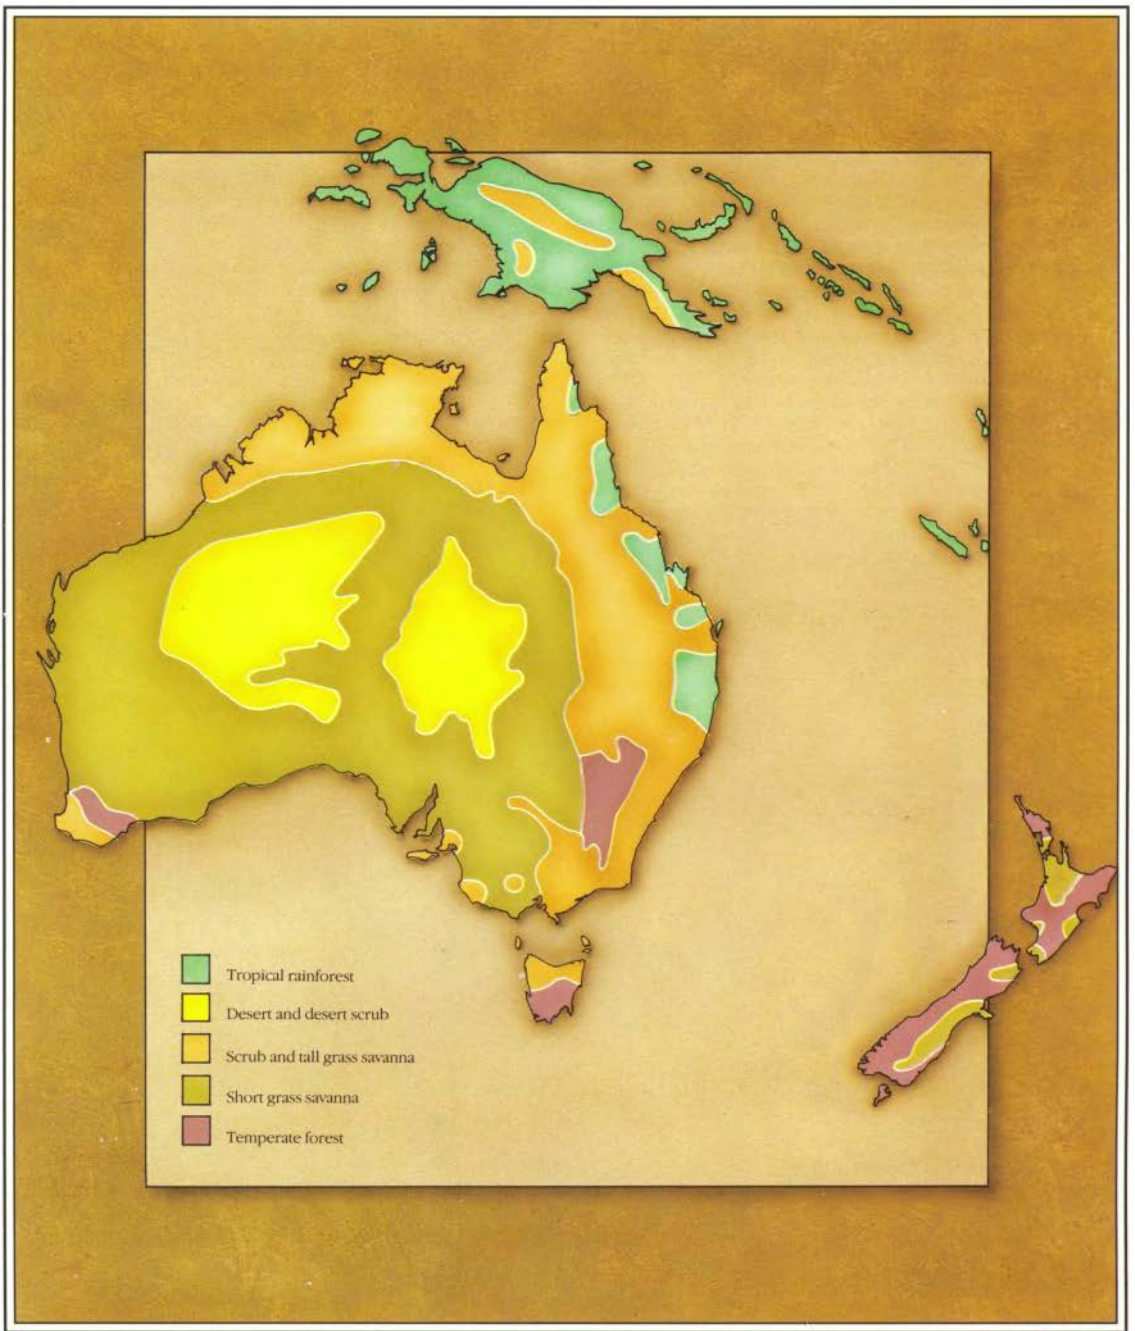 Tropical rainforest
Desert and desert scrub
Scrub and tall grass savanna
Short grass savanna
Temperate forest